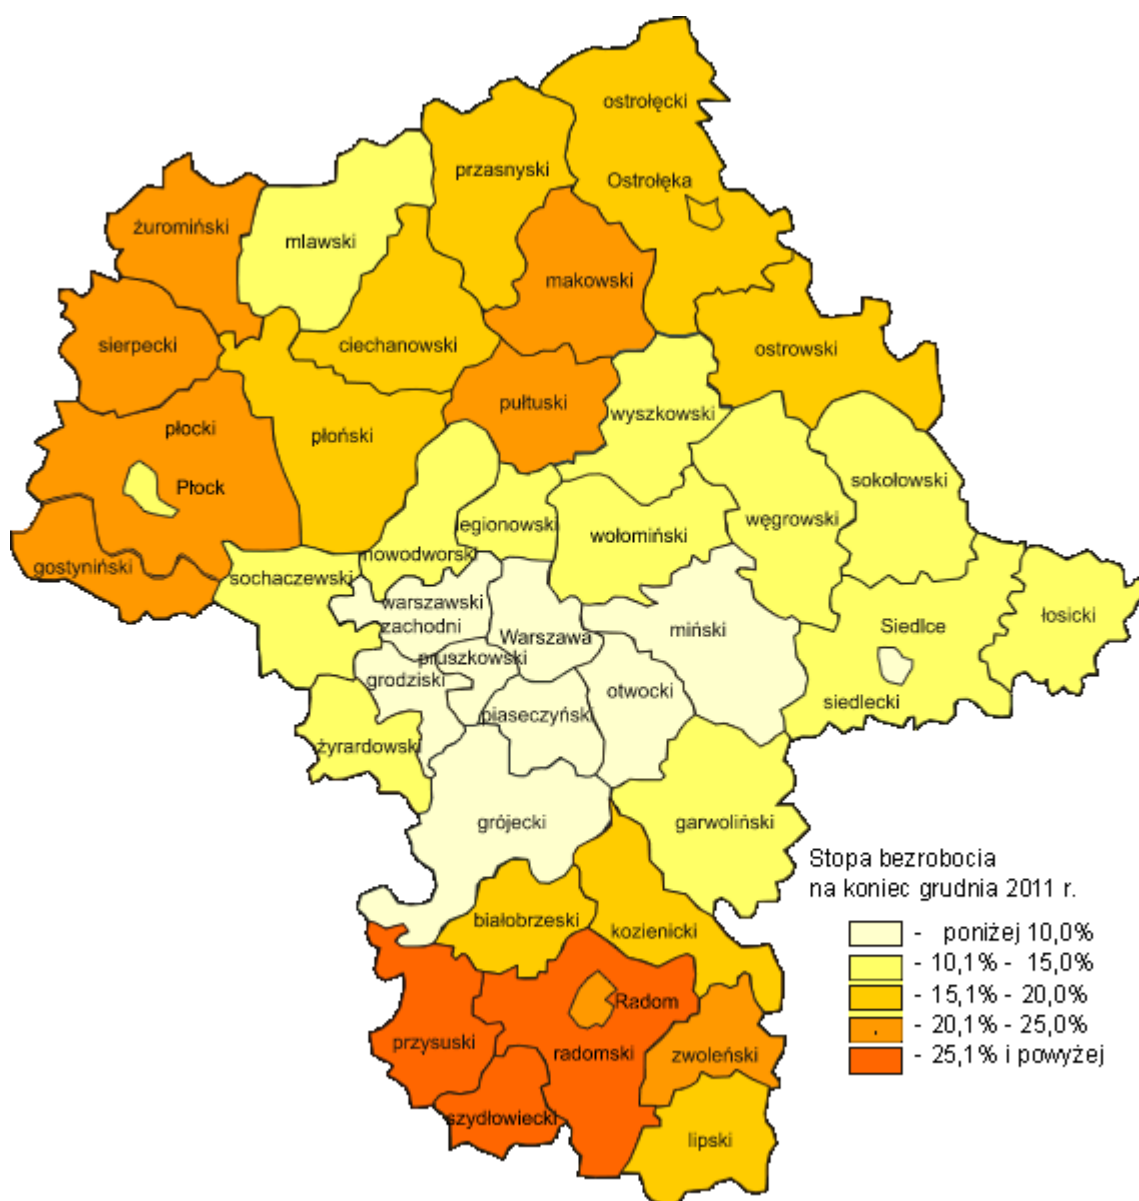 ostrołęcki
przasnyski
Ostrołęka
żuromiński
mlawski
makowski
sierpecki
ciechanowski
ostrowski
pułtuski
wyszkowski
płocki
płoński
Płock
sokołowski
legionowski
wołomiński
węgrowski
nowodworski
gostyniński
sochaczewski
warszawski
zachodni
Warszawa
miński
Siedlce
łosicki
pruszkowski
grodziski
otwocki
siedlecki
piaseczyński
żyrardowski
grójecki
garwoliński
białobrzeski
kozienicki
Radom
przysuski
radomski
zwoleński
szydłowiecki
lipski
Stopa bezrobocia
na koniec grudnia 2011 r.
- poniżej 10,0%
- 10,1% - 15,0%
- 15,1% - 20,0%
- 20,1% - 25,0%
- 25,1% i powyżej